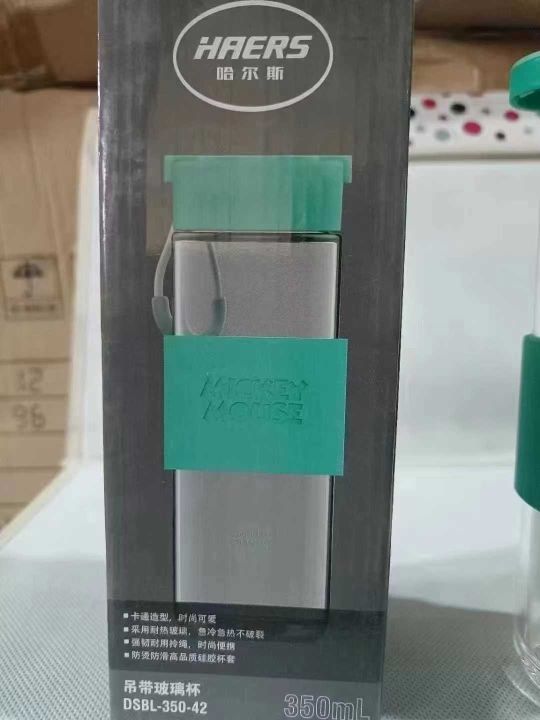 HAERS
哈尔斯
MICKEY
MOUSE
■卡通造型，时尚可爱
■采用耐热玻璃，急冷急热不破裂
■强韧耐用拎绳，时尚便携
■防烫防滑高品质硅胶杯套
吊带玻璃杯
DSBL-350-42
350mL
12
96